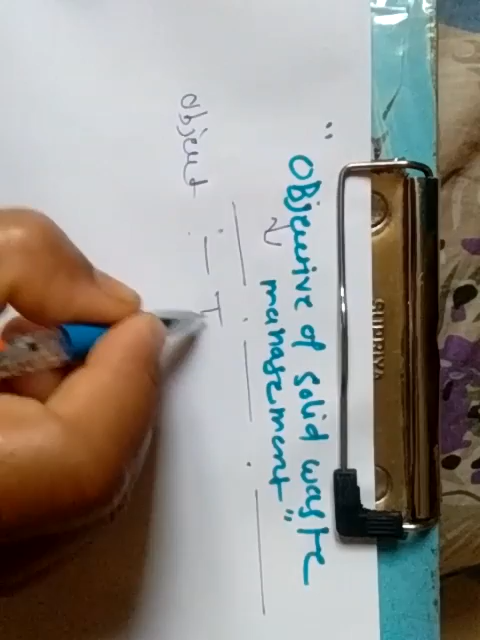 "Objective of solid waste
management"
Object :- I
SUPRIYA